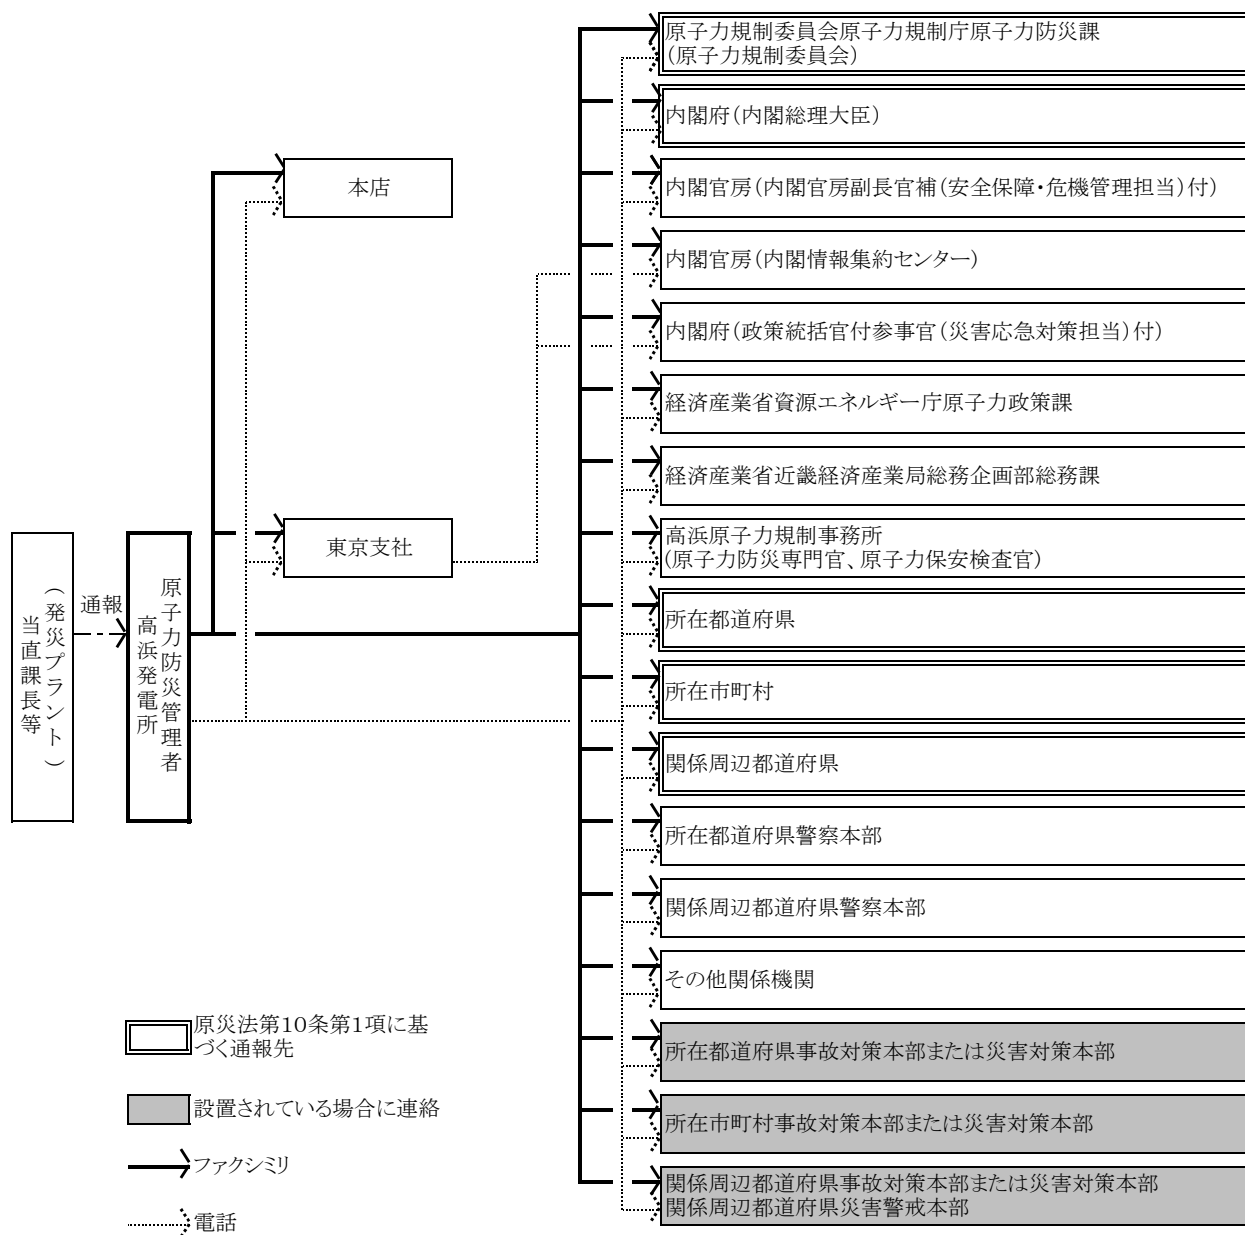 原子力規制委員会原子力規制庁原子力防災課
(原子力規制委員会)
内閣府(内閣総理大臣)
本店
内閣官房(内閣官房副長官補(安全保障・危機管理担当)付)
内閣官房(内閣情報集約センター)
内閣府(政策統括官付参事官(災害応急対策担当)付)
経済産業省資源エネルギー庁原子力政策課
経済産業省近畿経済産業局総務企画部総務課
東京支社
高浜原子力規制事務所
(原子力防災専門官、原子力保安検査官)
(発災プラント)
当直課長等
通報
原子力防災管理者
高浜発電所
所在都道府県
所在市町村
関係周辺都道府県
所在都道府県警察本部
関係周辺都道府県警察本部
その他関係機関
所在都道府県事故対策本部または災害対策本部
所在市町村事故対策本部または災害対策本部
関係周辺都道府県事故対策本部または災害対策本部
関係周辺都道府県災害警戒本部
原災法第10条第1項に基
づく通報先
設置されている場合に連絡
ファクシミリ
電話